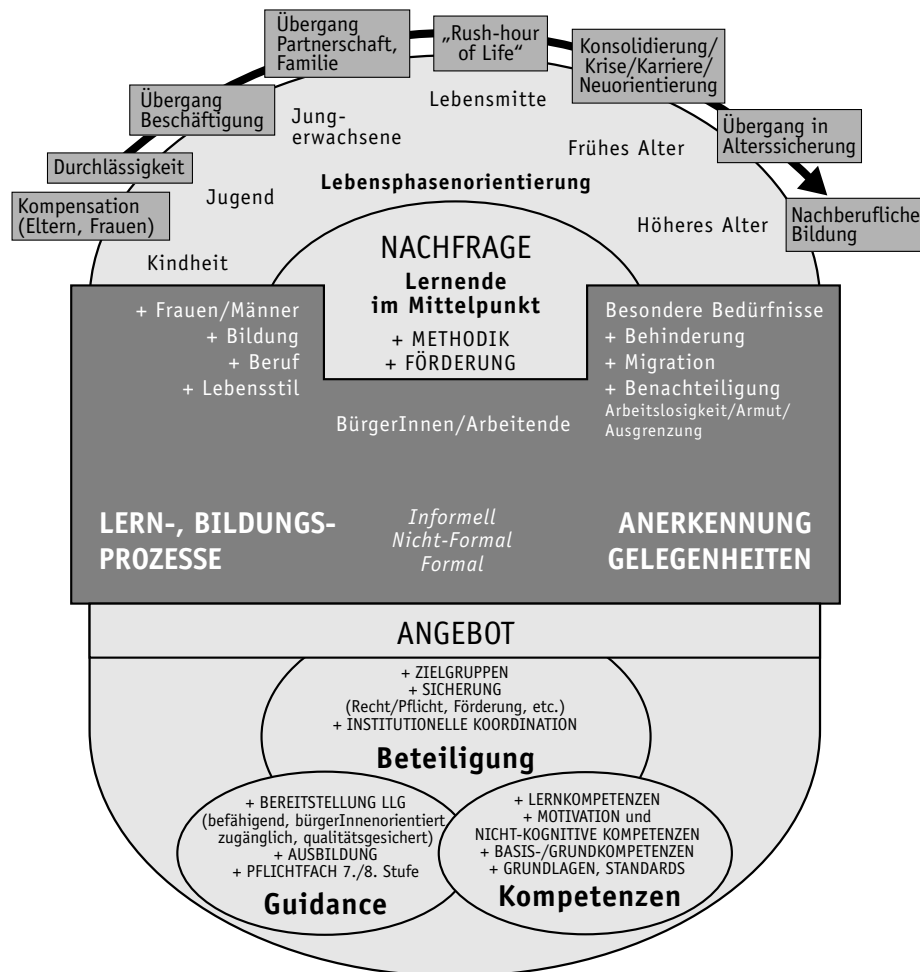 Übergang
Partnerschaft,
Familie
„Rush-hour
of Life“
Konsolidierung/
Krise/Karriere/
Neuorientierung
Übergang
Beschäftigung
Übergang in
Alterssicherung
Durchlässigkeit
Kompensation
(Eltern, Frauen)
Nachberufliche
Bildung
Kindheit
Jugend
Jung-
erwachsene
Lebensmitte
Frühes Alter
Höheres Alter
Lebensphasenorientierung
NACHFRAGE
Lernende
im Mittelpunkt
+ METHODIK
+ FÖRDERUNG
+ Frauen/Männer
+ Bildung
+ Beruf
+ Lebensstil
Besondere Bedürfnisse
+ Behinderung
+ Migration
+ Benachteiligung
Arbeitslosigkeit/Armut/
Ausgrenzung
BürgerInnen/Arbeitende
LERN-, BILDUNGS-
PROZESSE
Informell
Nicht-Formal
Formal
ANERKENNUNG
GELEGENHEITEN
ANGEBOT
+ ZIELGRUPPEN
+ SICHERUNG
(Recht/Pflicht, Förderung, etc.)
+ INSTITUTIONELLE KOORDINATION
Beteiligung
+ BEREITSTELLUNG LLG
(befähigend, bürgerInnenorientiert
zugänglich, qualitätsgesichert)
+ AUSBILDUNG
+ PFLICHTFACH 7./8. Stufe
Guidance
+ LERNKOMPETENZEN
+ MOTIVATION und
NICHT-KOGNITIVE KOMPETENZEN
+ BASIS-/GRUNDKOMPETENZEN
+ GRUNDLAGEN, STANDARDS
Kompetenzen